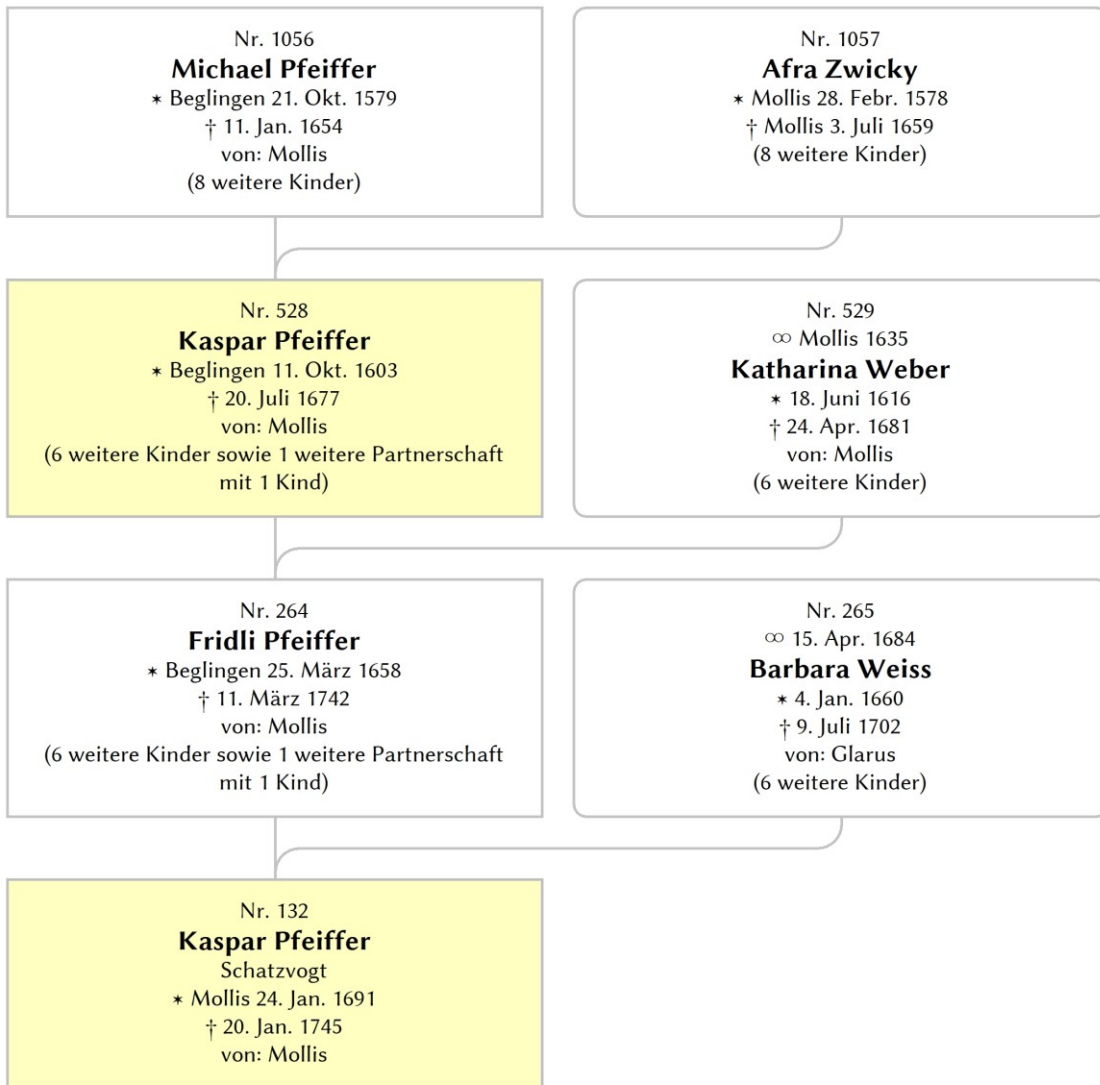 Nr. 1056
Michael Pfeiffer
✶ Beglingen 21. Okt. 1579
† 11. Jan. 1654
von: Mollis
(8 weitere Kinder)
Nr. 1057
Afra Zwicky
✶ Mollis 28. Febr. 1578
† Mollis 3. Juli 1659
(8 weitere Kinder)
Nr. 528
Kaspar Pfeiffer
✶ Beglingen 11. Okt. 1603
† 20. Juli 1677
von: Mollis
(6 weitere Kinder sowie 1 weitere Partnerschaft
mit 1 Kind)
Nr. 529
∞ Mollis 1635
Katharina Weber
✶ 18. Juni 1616
† 24. Apr. 1681
von: Mollis
(6 weitere Kinder)
Nr. 264
Fridli Pfeiffer
✶ Beglingen 25. März 1658
† 11. März 1742
von: Mollis
(6 weitere Kinder sowie 1 weitere Partnerschaft
mit 1 Kind)
Nr. 265
∞ 15. Apr. 1684
Barbara Weiss
✶ 4. Jan. 1660
† 9. Juli 1702
von: Glarus
(6 weitere Kinder)
Nr. 132
Kaspar Pfeiffer
Schatzvogt
✶ Mollis 24. Jan. 1691
† 20. Jan. 1745
von: Mollis